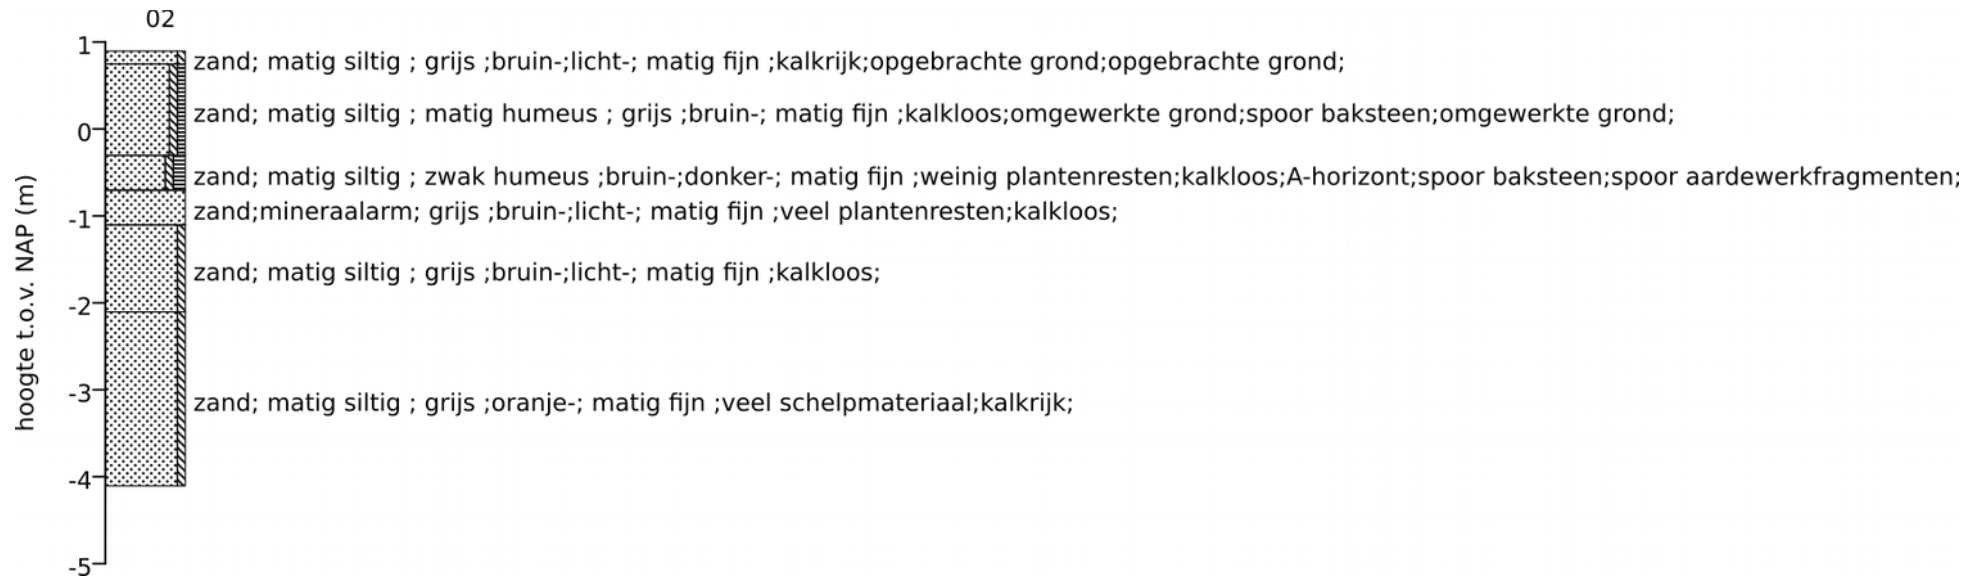 02
1
zand; matig siltig ; grijs ;bruin-;licht-; matig fijn ;kalkrijk;opgebrachte grond;opgebrachte grond;
zand; matig siltig ; matig humeus ; grijs ;bruin-; matig fijn ;kalkloos;omgewerkte grond;spoor baksteen;omgewerkte grond;
0
zand; matig siltig ; zwak humeus ;bruin-;donker-; matig fijn ;weinig plantenresten;kalkloos;A-horizont;spoor baksteen;spoor aardewerkfragmenten;
zand;mineraalarm; grijs ;bruin-;licht-; matig fijn ;veel plantenresten;kalkloos;
-1
zand; matig siltig ; grijs ;bruin-;licht-; matig fijn ;kalkloos;
-2
hoogte t.o.v. NAP (m)
-3
zand; matig siltig ; grijs ;oranje-; matig fijn ;veel schelpmateriaal;kalkrijk;
-4
-5